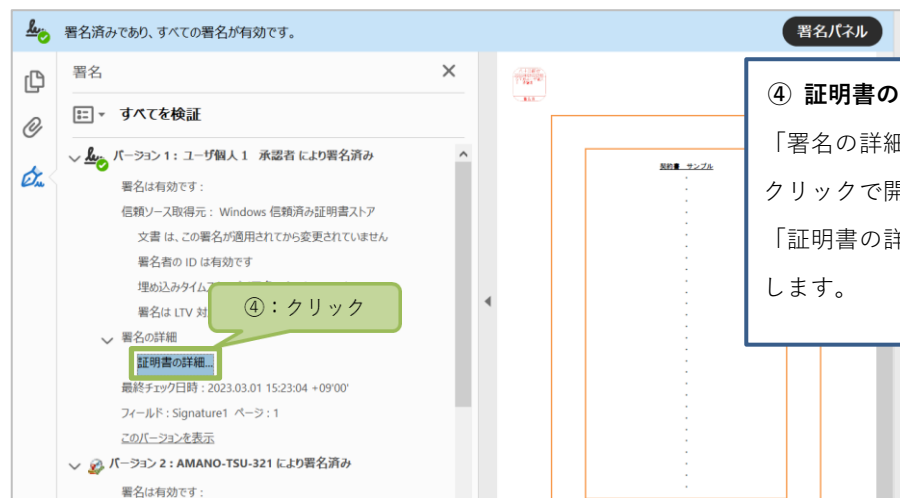 署名済みであり、すべての署名が有効です。
署名パネル
署名
すべてを検証
バージョン 1 : ユーザ個人 1 承認者 により署名済み
署名は有効です :
信頼ソース取得元 : Windows 信頼済み証明書ストア
文書 は、この署名が適用されてから変更されていません
署名者の ID は有効です
埋め込みタイムス
署名は LTV 対
④：クリック
署名の詳細
証明書の詳細...
最終チェック日時 : 2023.03.01 15:23:04 +09'00'
フィールド : Signature1 ページ : 1
このバージョンを表示
バージョン 2 : AMANO-TSU-321 により署名済み
署名は有効です :
契約書 サンプル
④ 証明書の
「署名の詳細
クリックで開
「証明書の詳
します。